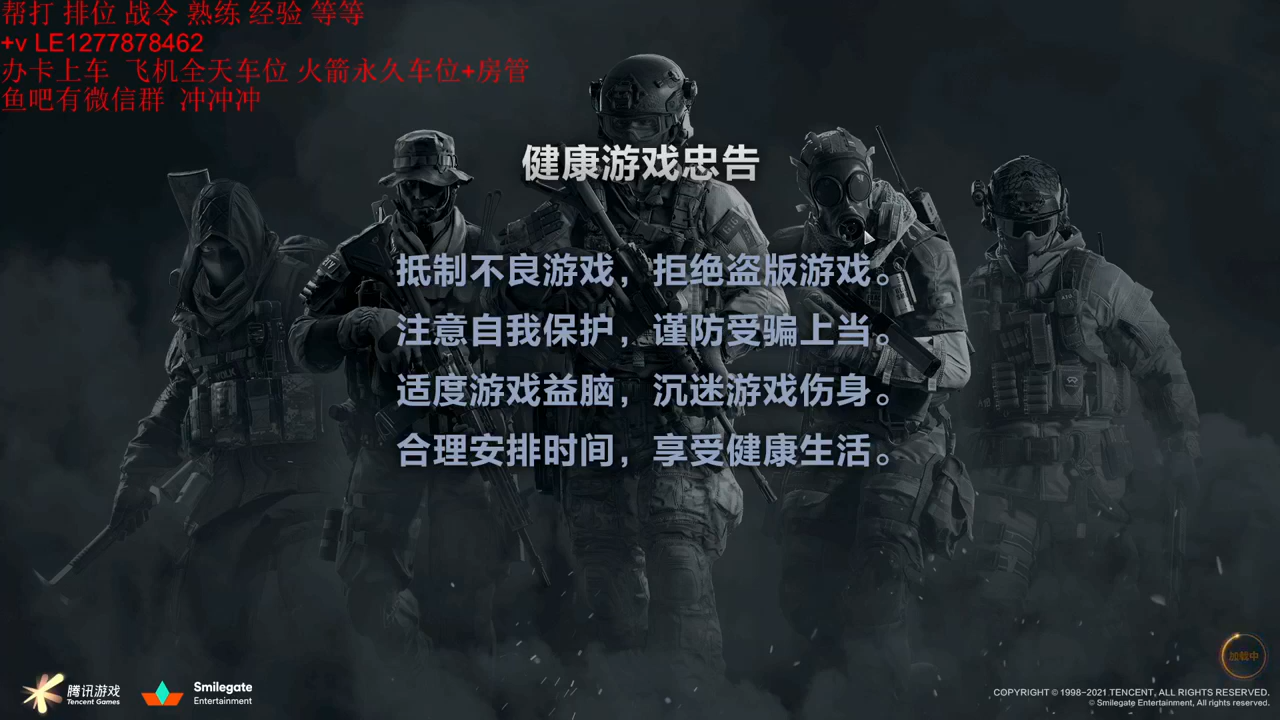 帮打 排位 战令 熟练 经验 等等
+v LE1277878462
办卡上车 飞机全天车位 火箭永久车位+房管
鱼吧有微信群 冲冲冲
健康游戏忠告
抵制不良游戏，拒绝盗版游戏。
注意自我保护，谨防受骗上当。
适度游戏益脑，沉迷游戏伤身。
合理安排时间，享受健康生活。
加载中
腾讯游戏
Tencent Games
Smilegate
Entertainment
COPYRIGHT © 1998–2021 TENCENT, ALL RIGHTS RESERVED.
© Smilegate Entertainment, All rights reserved.